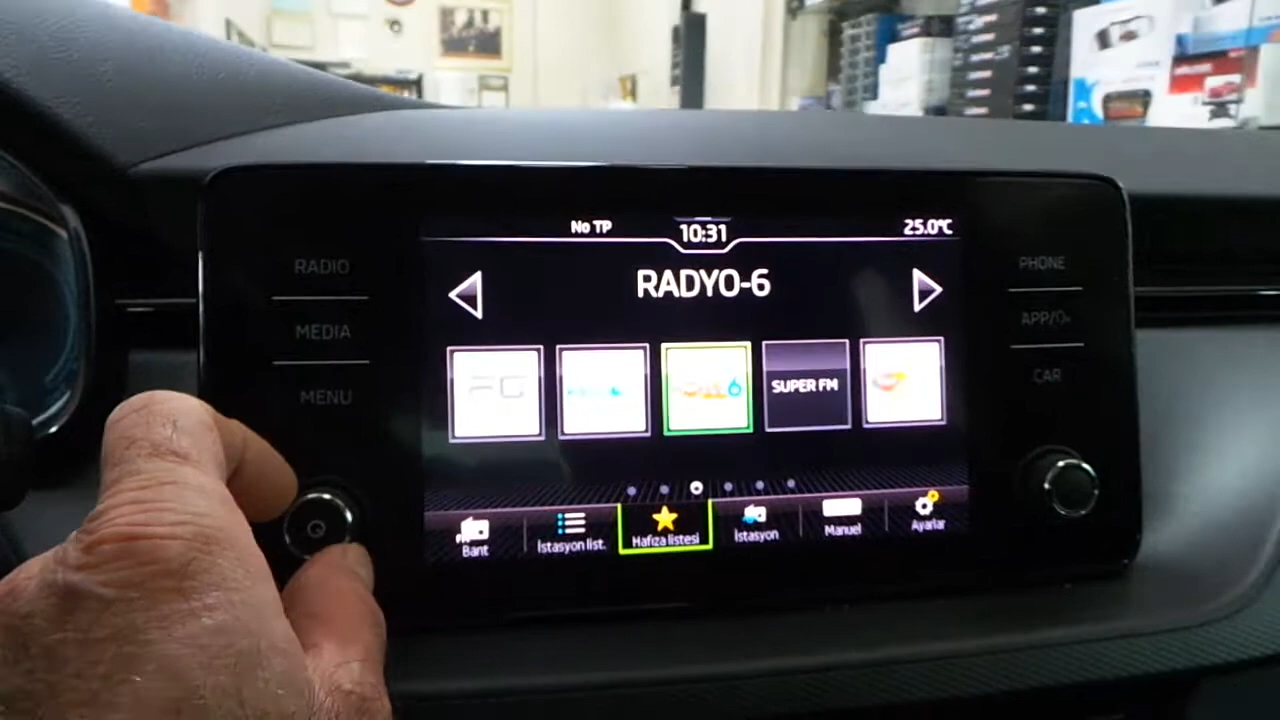 No TP
10:31
25.0°C
RADIO
MEDIA
MENU
RADYO-6
SUPER FM
Bant
İstasyon list.
Hafıza listesi
İstasyon
Manuel
Ayarlar
PHONE
CAR